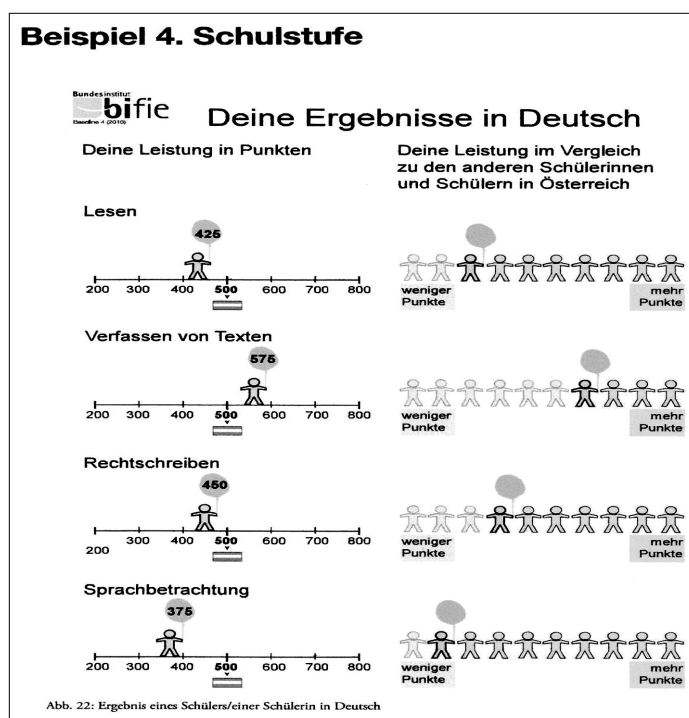 Beispiel 4. Schulstufe
Bundesinstitut
bifie
Baseline 4 (2010)
Deine Ergebnisse in Deutsch
Deine Leistung in Punkten
Deine Leistung im Vergleich
zu den anderen Schülerinnen
und Schülern in Österreich
Lesen
425
200 300 400 500 600 700 800
weniger
Punkte
mehr
Punkte
Verfassen von Texten
575
200 300 400 500 600 700 800
weniger
Punkte
mehr
Punkte
Rechtschreiben
450
200 300 400 500 600 700 800
weniger
Punkte
mehr
Punkte
Sprachbetrachtung
375
200 300 400 500 600 700 800
weniger
Punkte
mehr
Punkte
Abb. 22: Ergebnis eines Schülers/einer Schülerin in Deutsch